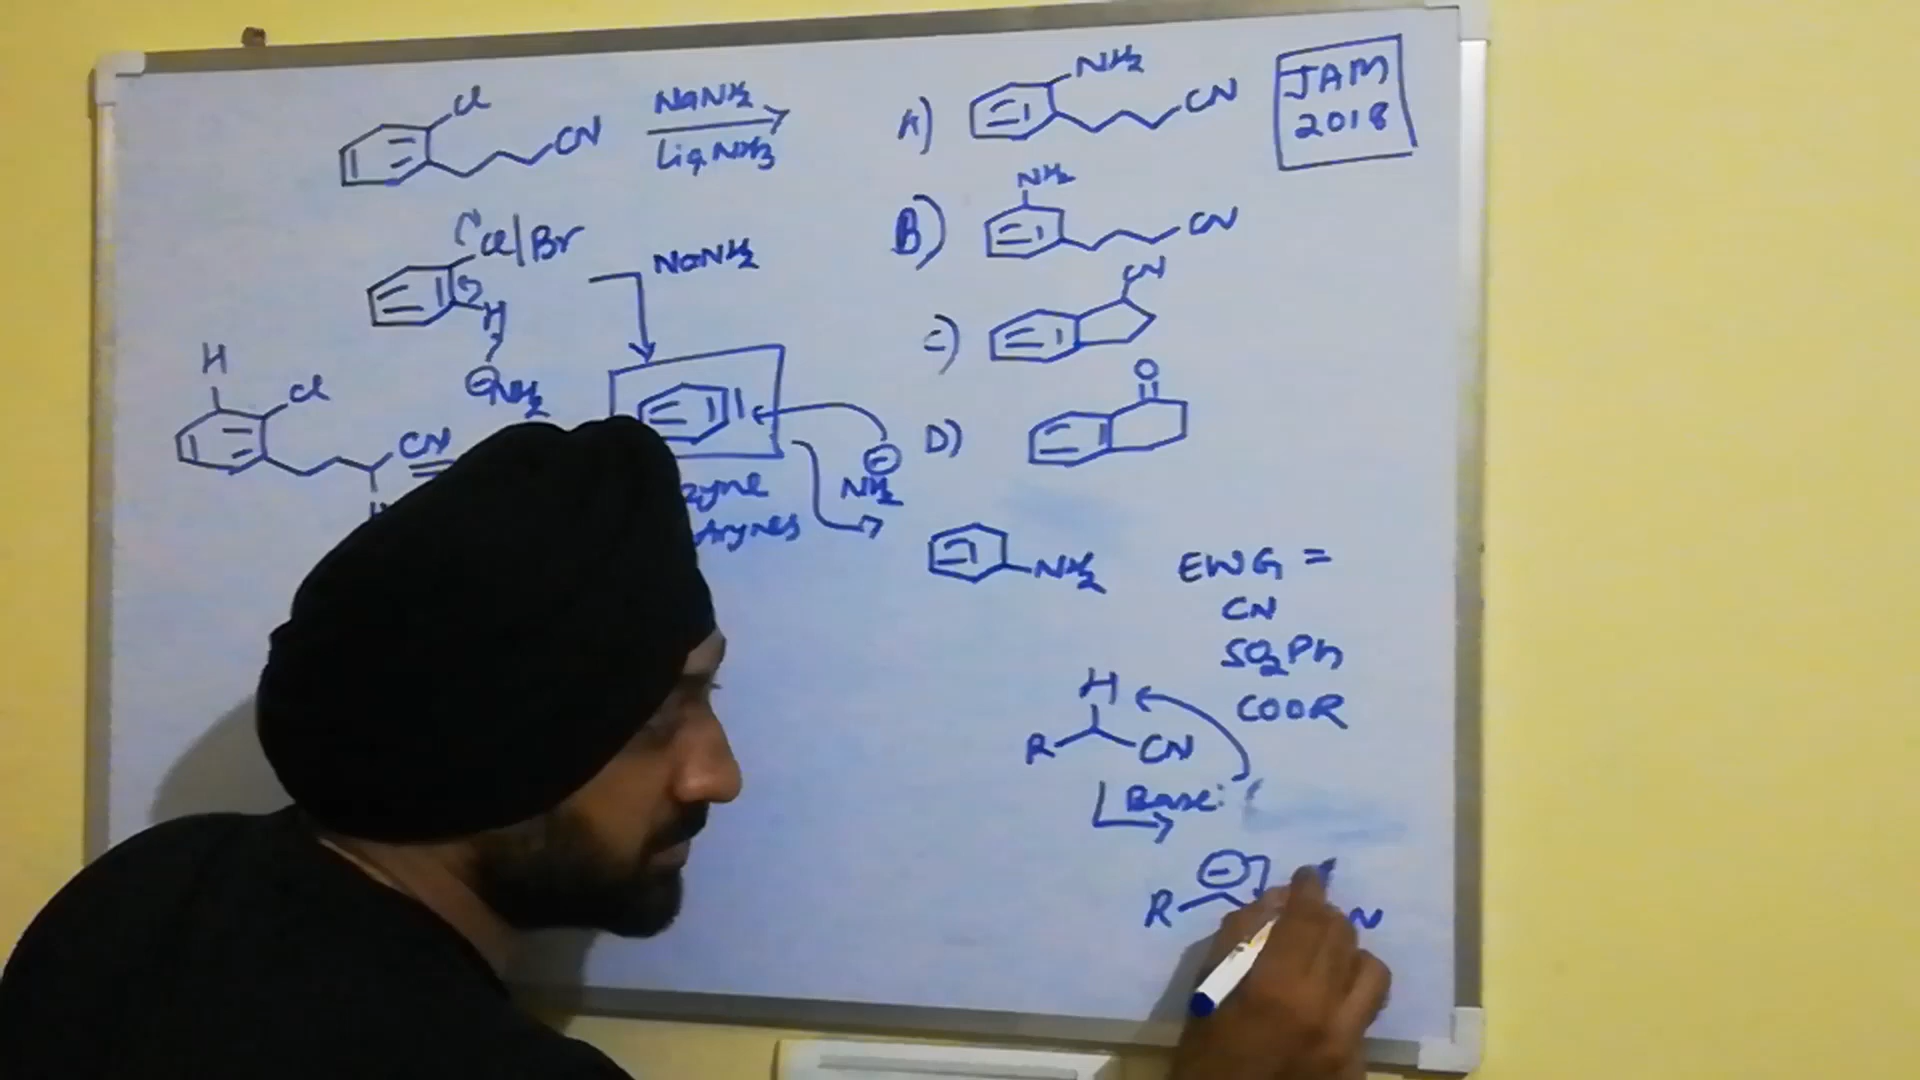 Cl
CN
NaNH2
Liq NH3
A)
NH2
CN
JAM
2018
B)
NH2
CN
Cl/Br
H
NH2
NaNH2
C)
CN
D)
O
H
Cl
CN
zyne
Arynes
NH2
NH2
EWG =
CN
SO2Ph
COOR
H
R
CN
Base:
R
N